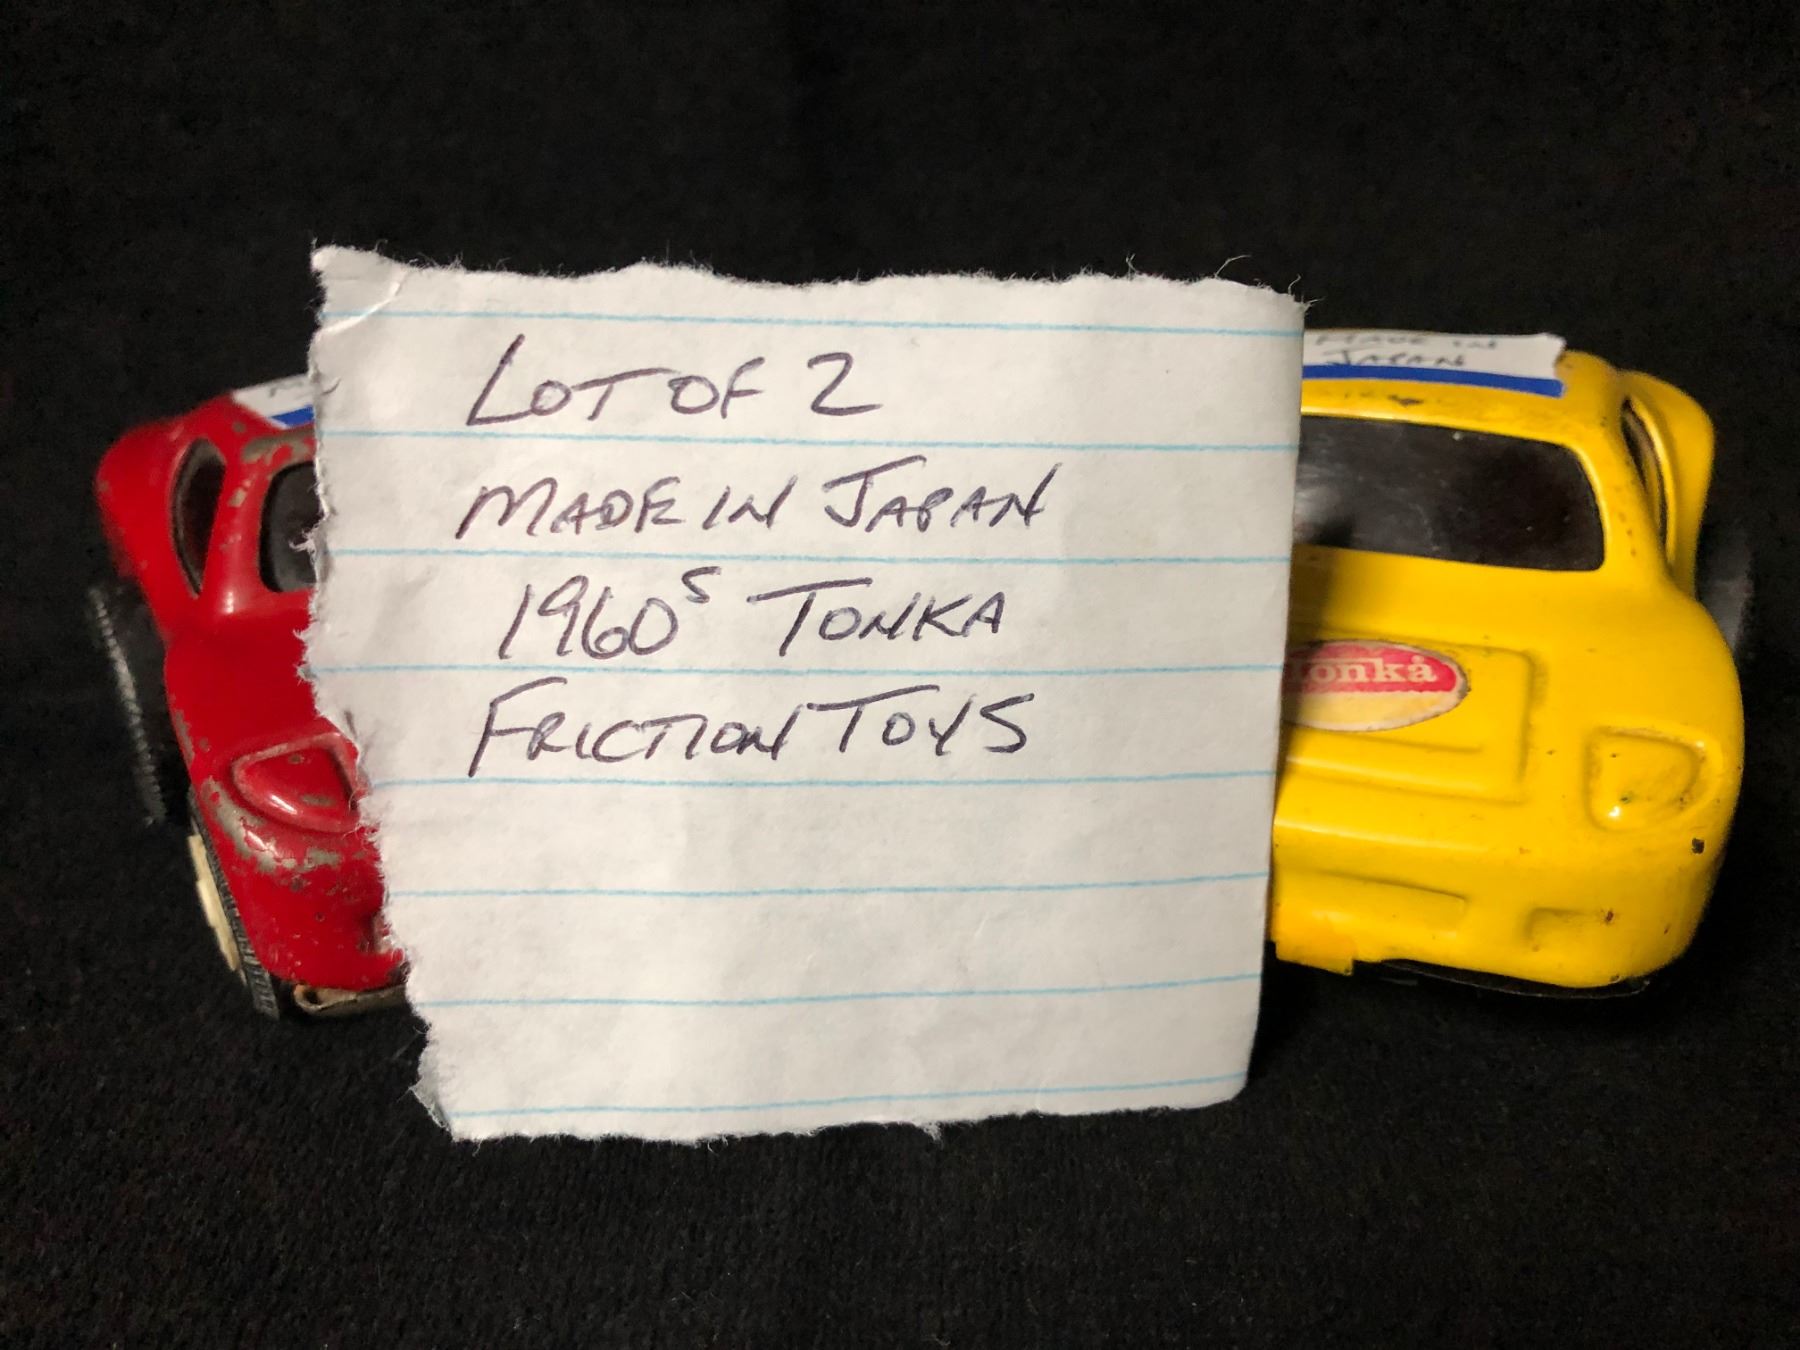 LOT OF 2
MADE IN JAPAN
1960s TONKA
FRICTION TOYS
MADE IN
JAPAN
Tonka